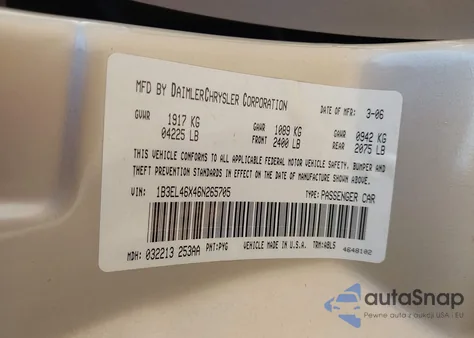 MFD BY DAIMLERCHRYSLER CORPORATION DATE OF MFR: 3-06
GVWR 1917 KG GAWR 1089 KG GAWR 0942 KG
04225 LB FRONT 2400 LB REAR 2075 LB
THIS VEHICLE CONFORMS TO ALL APPLICABLE FEDERAL MOTOR VEHICLE SAFETY, BUMPER AND
THEFT PREVENTION STANDARDS IN EFFECT ON THE DATE OF MANUFACTURE SHOWN ABOVE.
VIN: 1B3EL46X46N265705 TYPE: PASSENGER CAR
MDH: 032213 253AA PNT: PYG VEHICLE MADE IN U.S.A. TRM: ABL5 4648102
autoSnap
Pewne auto z aukcji USA i EU